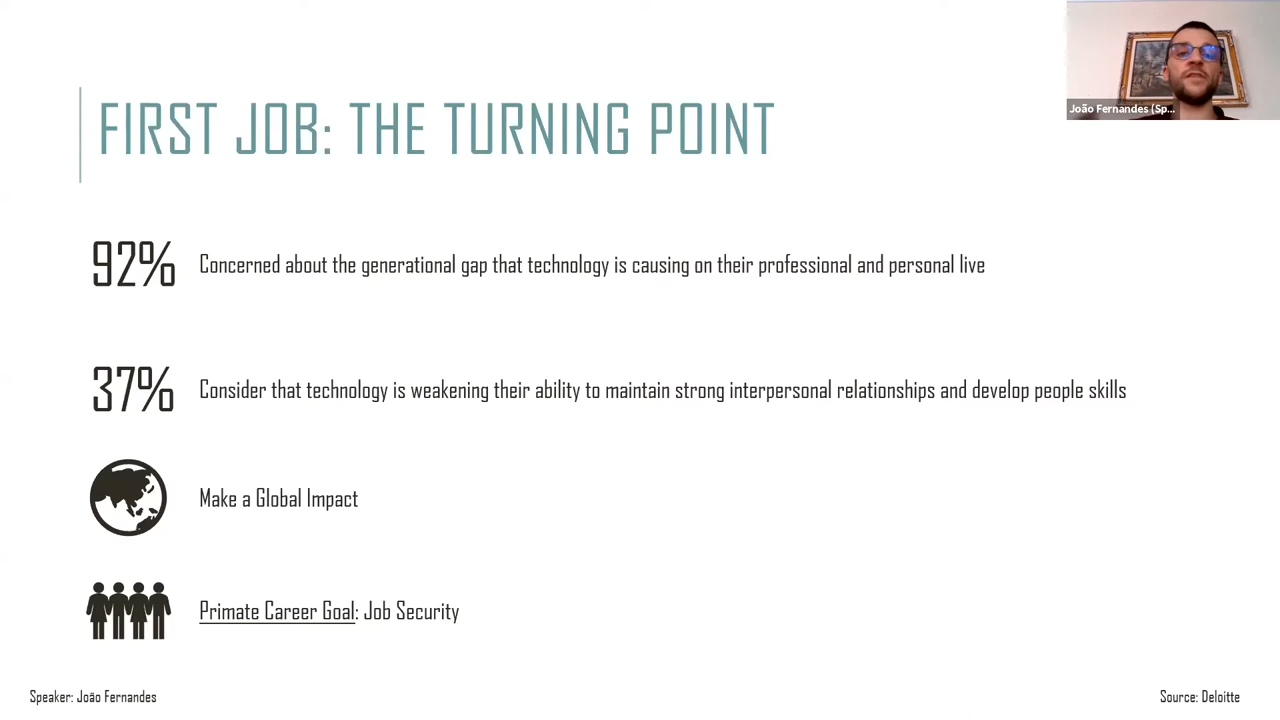 João Fernandes (Sp...
FIRST JOB: THE TURNING POINT
92% Concerned about the generational gap that technology is causing on their professional and personal live
37% Consider that technology is weakening their ability to maintain strong interpersonal relationships and develop people skills
Make a Global Impact
Primate Career Goal: Job Security
Speaker: João Fernandes
Source: Deloitte